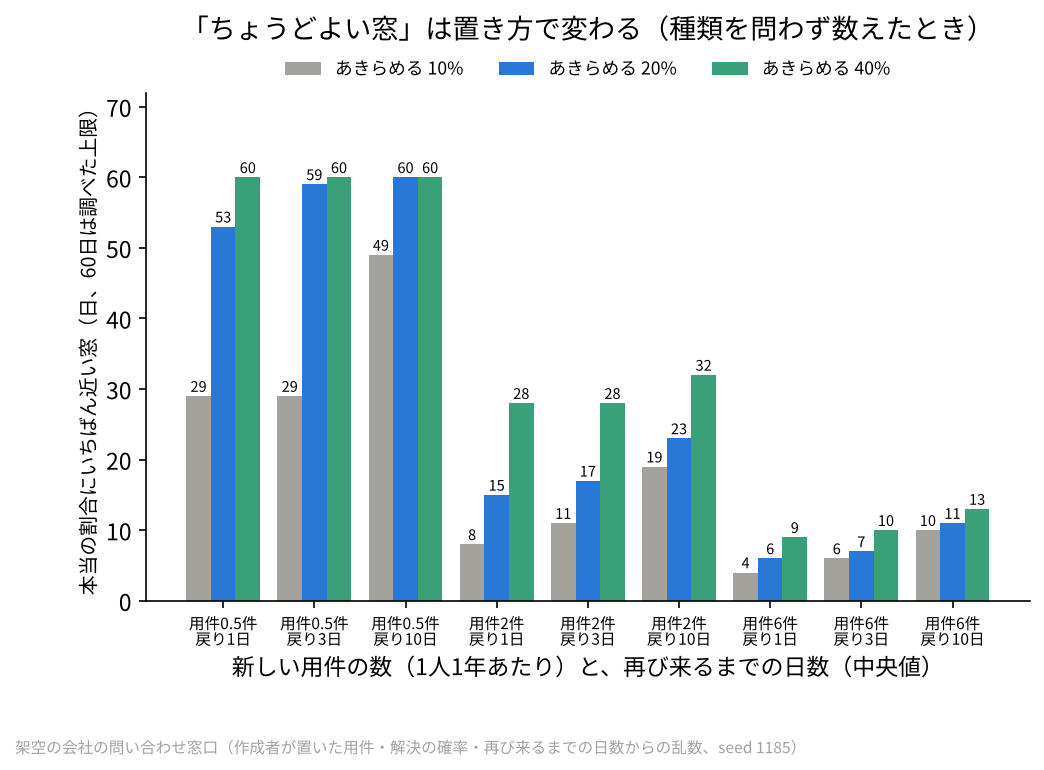 「ちょうどよい窓」は置き方で変わる（種類を問わず数えたとき）
あきらめる 10%
あきらめる 20%
あきらめる 40%
本当の割合にいちばん近い窓（日、60日は調べた上限）
70
60
50
40
30
20
10
0
29
53
60
29
59
60
49
60
60
8
15
28
11
17
28
19
23
32
4
6
9
6
7
10
10
11
13
用件0.5件
戻り1日
用件0.5件
戻り3日
用件0.5件
戻り10日
用件2件
戻り1日
用件2件
戻り3日
用件2件
戻り10日
用件6件
戻り1日
用件6件
戻り3日
用件6件
戻り10日
新しい用件の数（1人1年あたり）と、再び来るまでの日数（中央値）
架空の会社の問い合わせ窓口（作成者が置いた用件・解決の確率・再び来るまでの日数からの乱数、seed 1185）